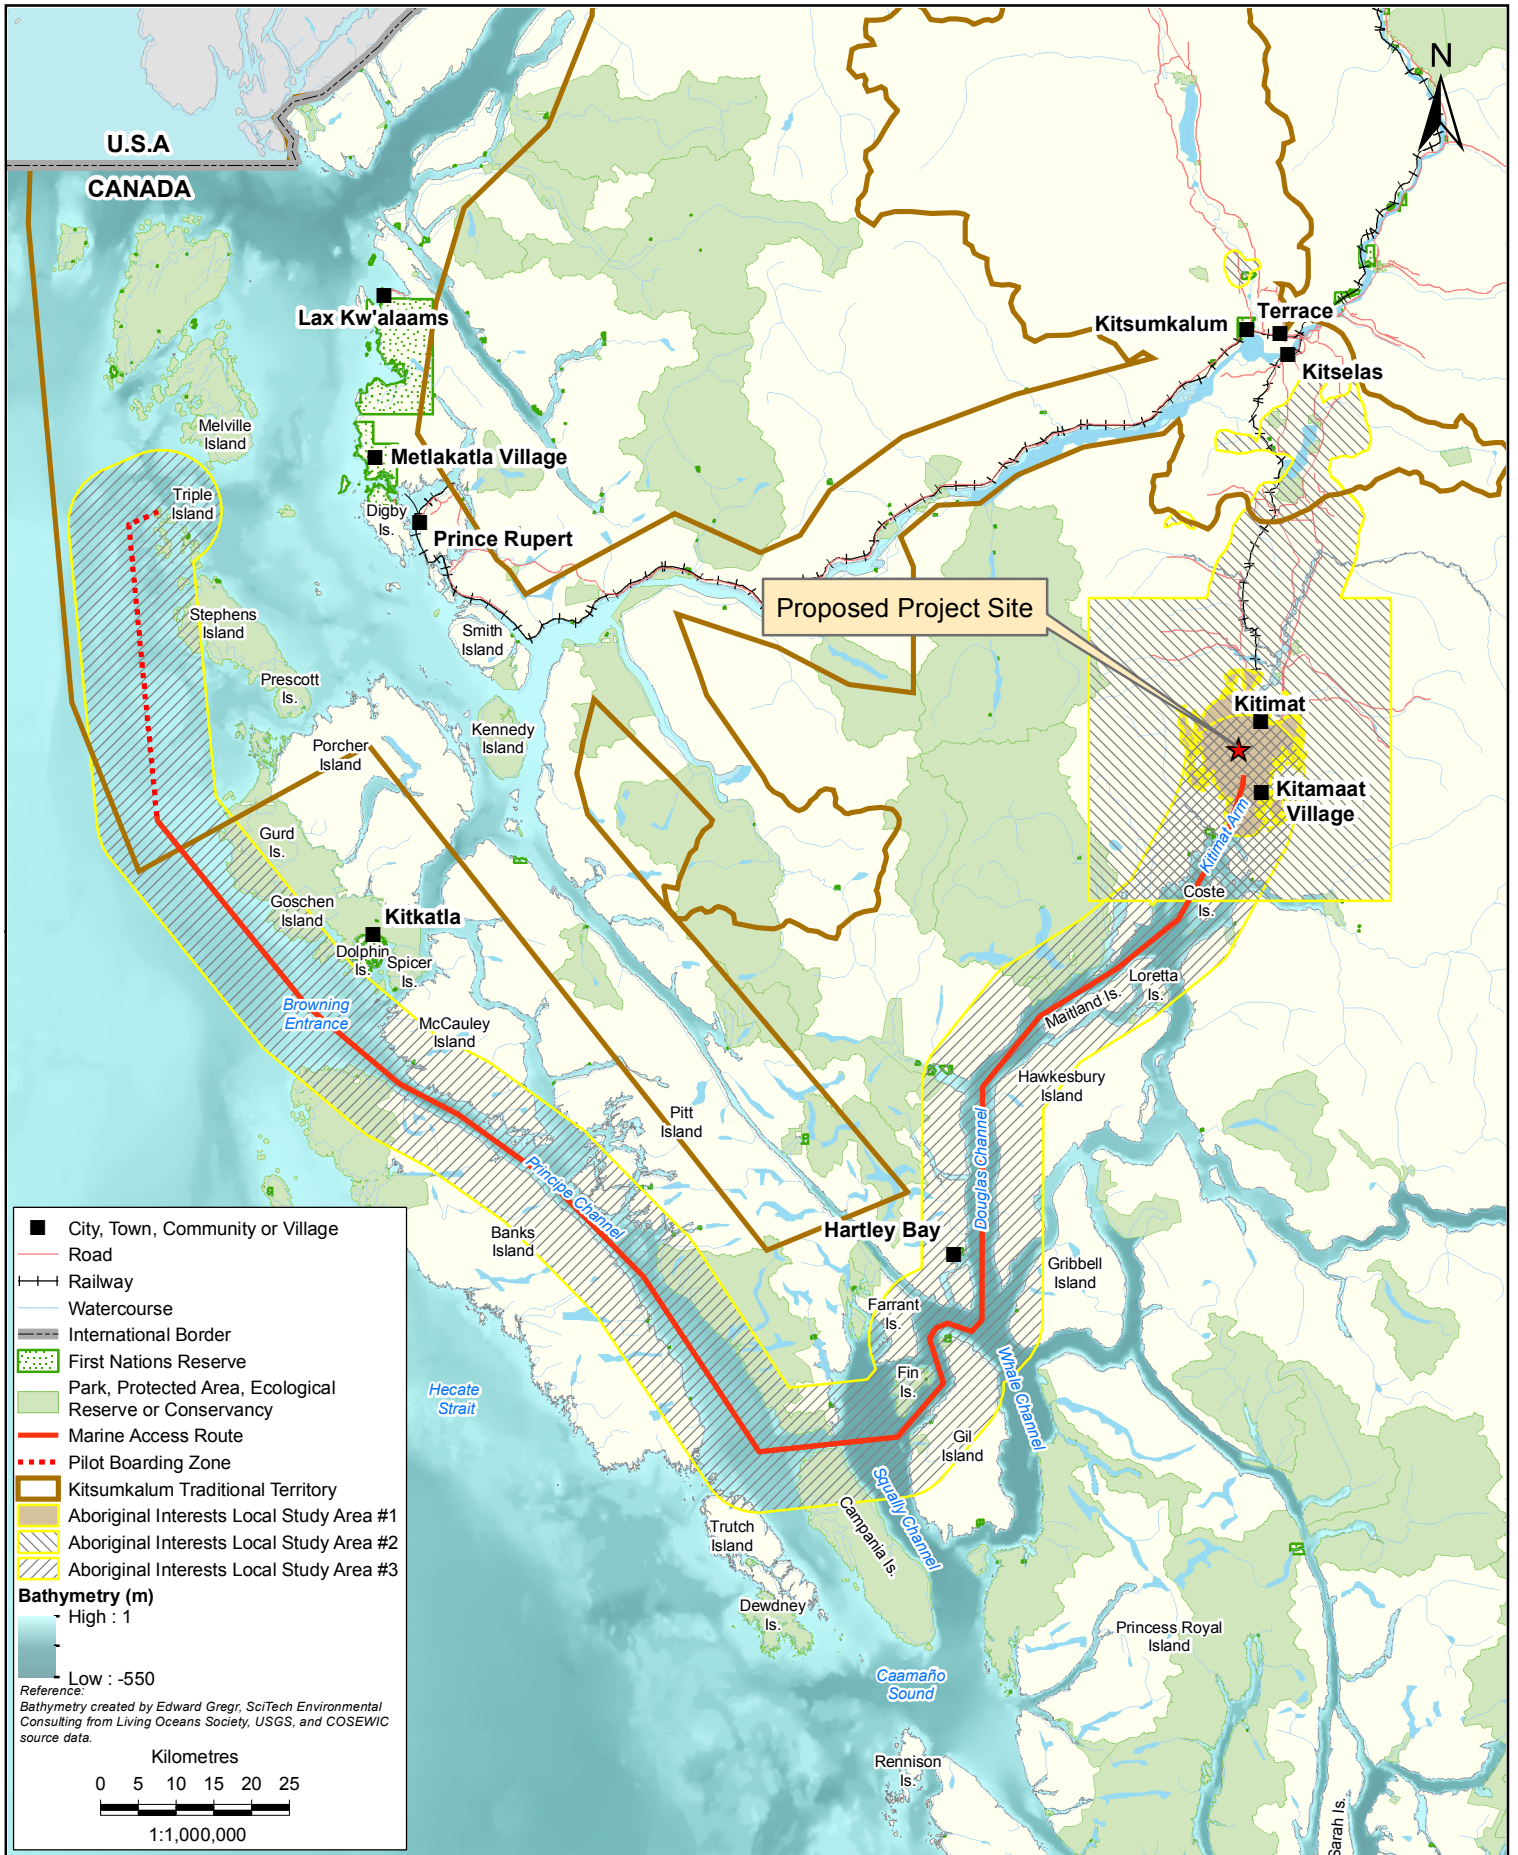 N
U.S.A
CANADA
Lax Kw'alaams
Kitsumkalum
Terrace
Kitselas
Melville
Island
Metlakatla Village
Triple
Island
Digby
Is.
Prince Rupert
Proposed Project Site
Stephens
Island
Smith
Island
Prescott
Is.
Kitimat
Kennedy
Island
Porcher
Island
Kitamaat
Village
Kitimat Arm
Gurd
Is.
Coste
Is.
Goschen
Island
Kitkatla
Dolphin
Is.
Spicer
Is.
Loretta
Is.
Maitland Is.
Browning
Entrance
McCauley
Island
Hawkesbury
Island
Pitt
Island
Principe Channel
Douglas Channel
Banks
Island
Hartley Bay
Gribbell
Island
Farrant
Is.
Fin
Is.
Whale Channel
Hecate
Strait
Gil
Island
Squally Channel
Campania Is.
Trutch
Island
Dewdney
Is.
Princess Royal
Island
Caamaño
Sound
Rennison
Is.
Sarah Is.
City, Town, Community or Village
Road
Railway
Watercourse
International Border
First Nations Reserve
Park, Protected Area, Ecological
Reserve or Conservancy
Marine Access Route
Pilot Boarding Zone
Kitsumkalum Traditional Territory
Aboriginal Interests Local Study Area #1
Aboriginal Interests Local Study Area #2
Aboriginal Interests Local Study Area #3
Bathymetry (m)
High : 1
Low : -550
Reference:
Bathymetry created by Edward Gregr, SciTech Environmental
Consulting from Living Oceans Society, USGS, and COSEWIC
source data.
Kilometres
0 5 10 15 20 25
1:1,000,000